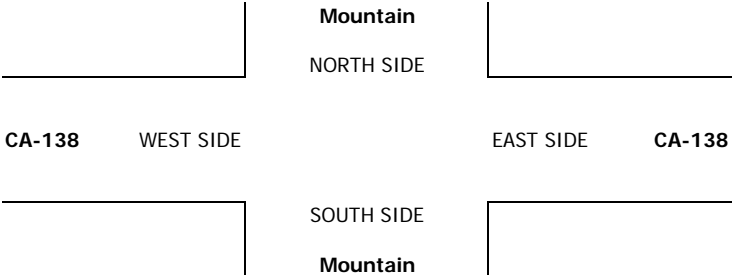 Mountain
NORTH SIDE
CA-138 WEST SIDE EAST SIDE CA-138
SOUTH SIDE
Mountain